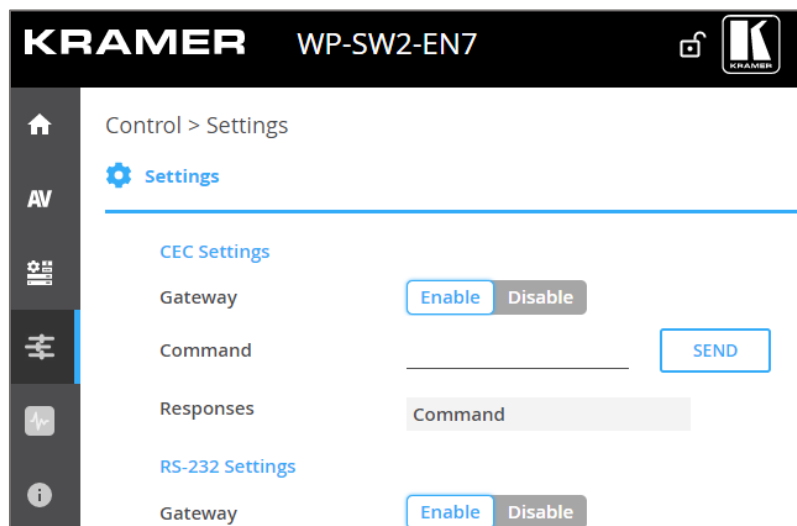 KRAMER WP-SW2-EN7
KRAMER
Control > Settings
Settings
AV
CEC Settings
Gateway Enable Disable
Command SEND
Responses Command
RS-232 Settings
Gateway Enable Disable